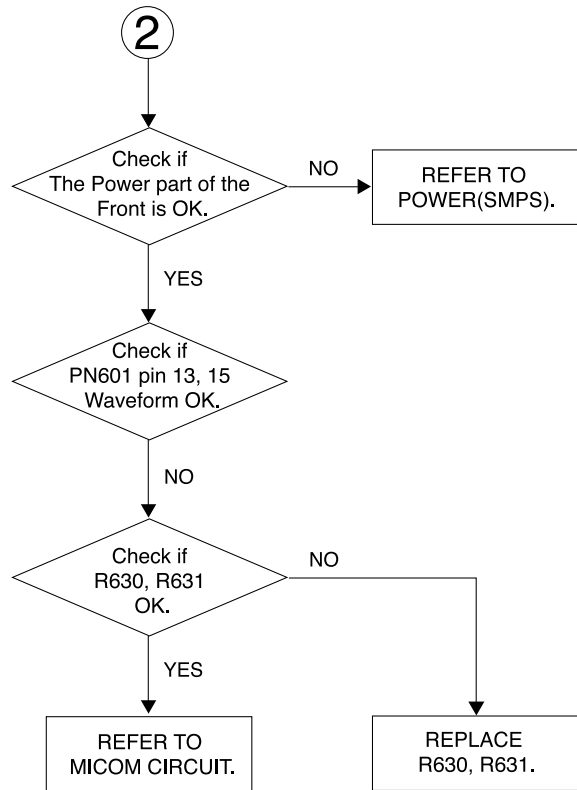 2
Check if
The Power part of the
Front is OK.
NO
REFER TO
POWER(SMPS).
YES
Check if
PN601 pin 13, 15
Waveform OK.
NO
Check if
R630, R631
OK.
NO
YES
REFER TO
MICOM CIRCUIT.
REPLACE
R630, R631.